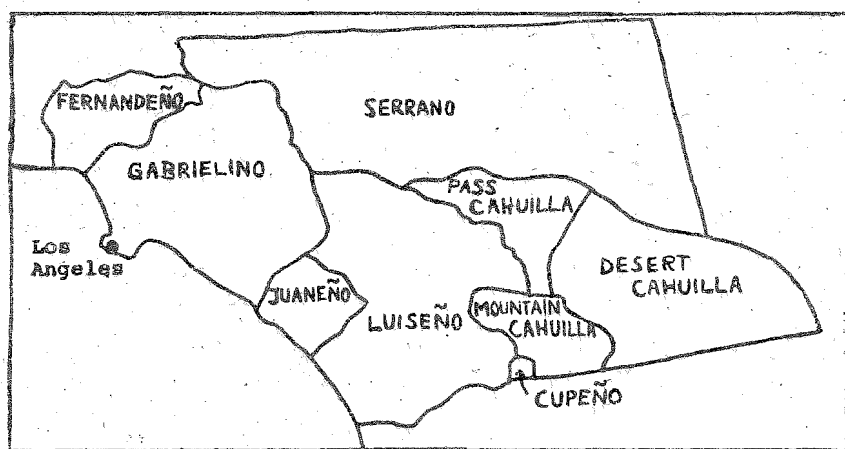 FERNANDEÑO
SERRANO
GABRIELINO
PASS
CAHUILLA
Los
Angeles
DESERT
CAHUILLA
JUANEÑO
LUISEÑO
MOUNTAIN
CAHUILLA
CUPEÑO